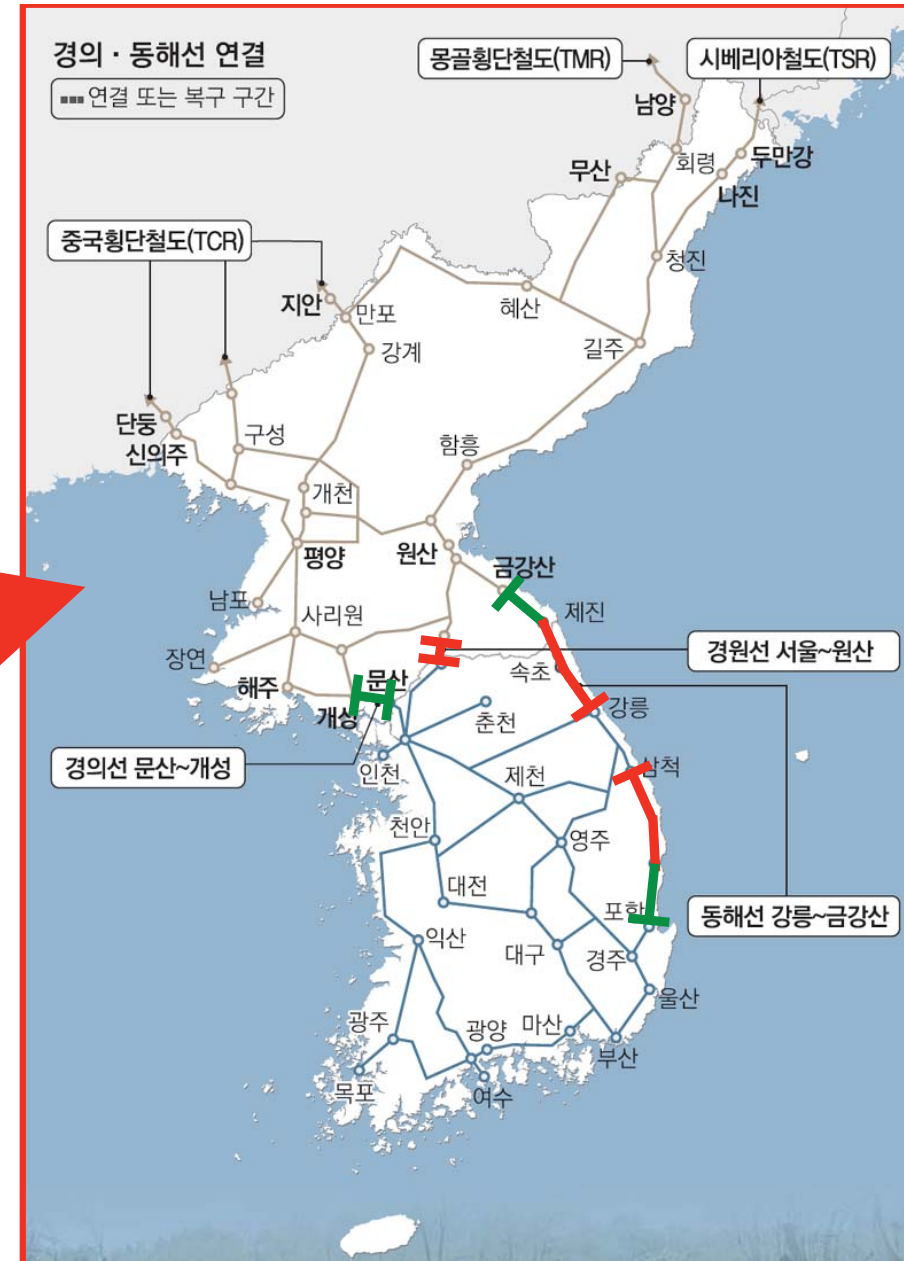 경의 · 동해선 연결
연결 또는 복구 구간
몽골횡단철도(TMR)
시베리아철도(TSR)
남양
회령
두만강
무산
나진
중국횡단철도(TCR)
청진
지안
만포
혜산
강계
길주
단둥
신의주
구성
함흥
개천
평양
원산
금강산
남포
사리원
제진
장연
경원선 서울~원산
속초
해주
문산
개성
춘천
강릉
경의선 문산~개성
인천
제천
삼척
천안
영주
대전
포항
동해선 강릉~금강산
익산
대구
경주
울산
광주
광양
마산
부산
목포
여수